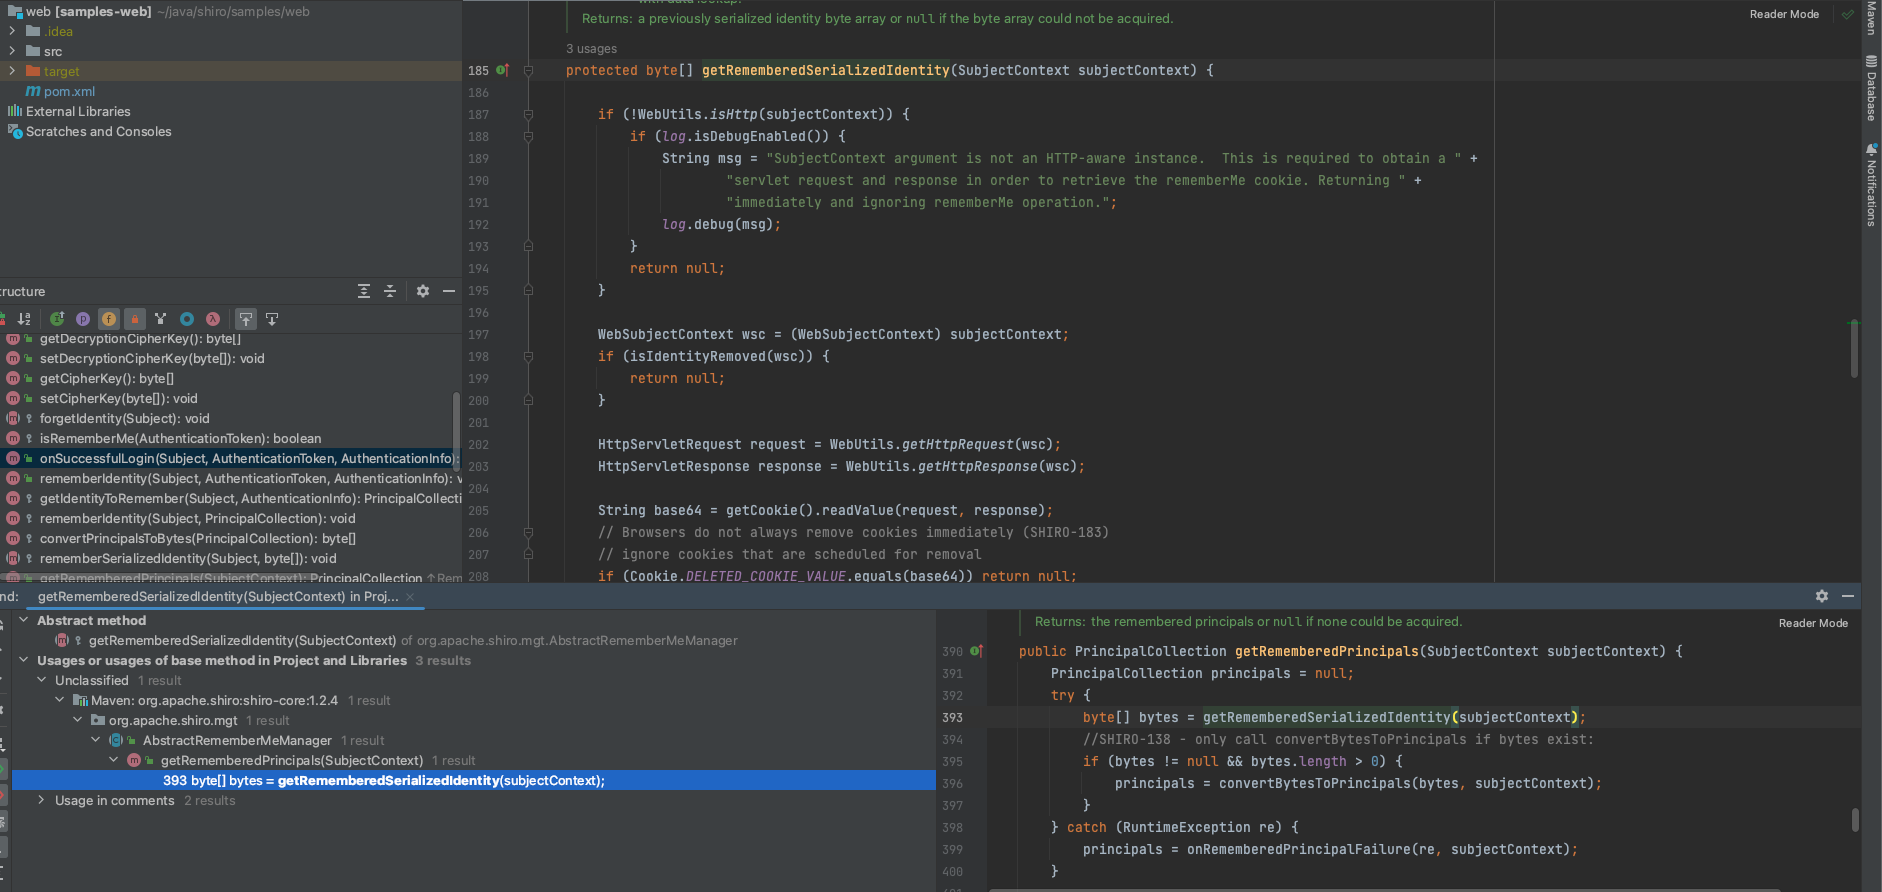 web [samples-web] ~/java/shiro/samples/web
.idea
src
target
pom.xml
External Libraries
Scratches and Consoles
ructure
getDecryptionCipherKey(): byte[]
setDecryptionCipherKey(byte[]): void
getCipherKey(): byte[]
setCipherKey(byte[]): void
forgetIdentity(Subject): void
isRememberMe(AuthenticationToken): boolean
onSuccessfulLogin(Subject, AuthenticationToken, AuthenticationInfo):
rememberIdentity(Subject, AuthenticationToken, AuthenticationInfo): v
getIdentityToRemember(Subject, AuthenticationInfo): PrincipalCollecti
rememberIdentity(Subject, PrincipalCollection): void
convertPrincipalsToBytes(PrincipalCollection): byte[]
rememberSerializedIdentity(Subject, byte[]): void
getRememberedPrincipals(SubjectContext): PrincipalCollection ↑Rem
with data lookup.
Returns: a previously serialized identity byte array or null if the byte array could not be acquired.
Reader Mode
3 usages
185 protected byte[] getRememberedSerializedIdentity(SubjectContext subjectContext) {
186
187 if (!WebUtils.isHttp(subjectContext)) {
188 if (log.isDebugEnabled()) {
189 String msg = "SubjectContext argument is not an HTTP-aware instance.  This is required to obtain a " +
190 "servlet request and response in order to retrieve the rememberMe cookie. Returning " +
191 "immediately and ignoring rememberMe operation.";
192 log.debug(msg);
193 }
194 return null;
195 }
196
197 WebSubjectContext wsc = (WebSubjectContext) subjectContext;
198 if (isIdentityRemoved(wsc)) {
199 return null;
200 }
201
202 HttpServletRequest request = WebUtils.getHttpRequest(wsc);
203 HttpServletResponse response = WebUtils.getHttpResponse(wsc);
204
205 String base64 = getCookie().readValue(request, response);
206 // Browsers do not always remove cookies immediately (SHIRO-183)
207 // ignore cookies that are scheduled for removal
208 if (Cookie.DELETED_COOKIE_VALUE.equals(base64)) return null;
Maven
Database
Notifications
nd: getRememberedSerializedIdentity(SubjectContext) in Proj... ×
Abstract method
getRememberedSerializedIdentity(SubjectContext) of org.apache.shiro.mgt.AbstractRememberMeManager
Usages or usages of base method in Project and Libraries 3 results
Unclassified 1 result
Maven: org.apache.shiro:shiro-core:1.2.4 1 result
org.apache.shiro.mgt 1 result
AbstractRememberMeManager 1 result
getRememberedPrincipals(SubjectContext) 1 result
393 byte[] bytes = getRememberedSerializedIdentity(subjectContext);
Usage in comments 2 results
Returns: the remembered principals or null if none could be acquired.
Reader Mode
390 public PrincipalCollection getRememberedPrincipals(SubjectContext subjectContext) {
391 PrincipalCollection principals = null;
392 try {
393 byte[] bytes = getRememberedSerializedIdentity(subjectContext);
394 //SHIRO-138 - only call convertBytesToPrincipals if bytes exist:
395 if (bytes != null && bytes.length > 0) {
396 principals = convertBytesToPrincipals(bytes, subjectContext);
397 }
398 } catch (RuntimeException re) {
399 principals = onRememberedPrincipalFailure(re, subjectContext);
400 }